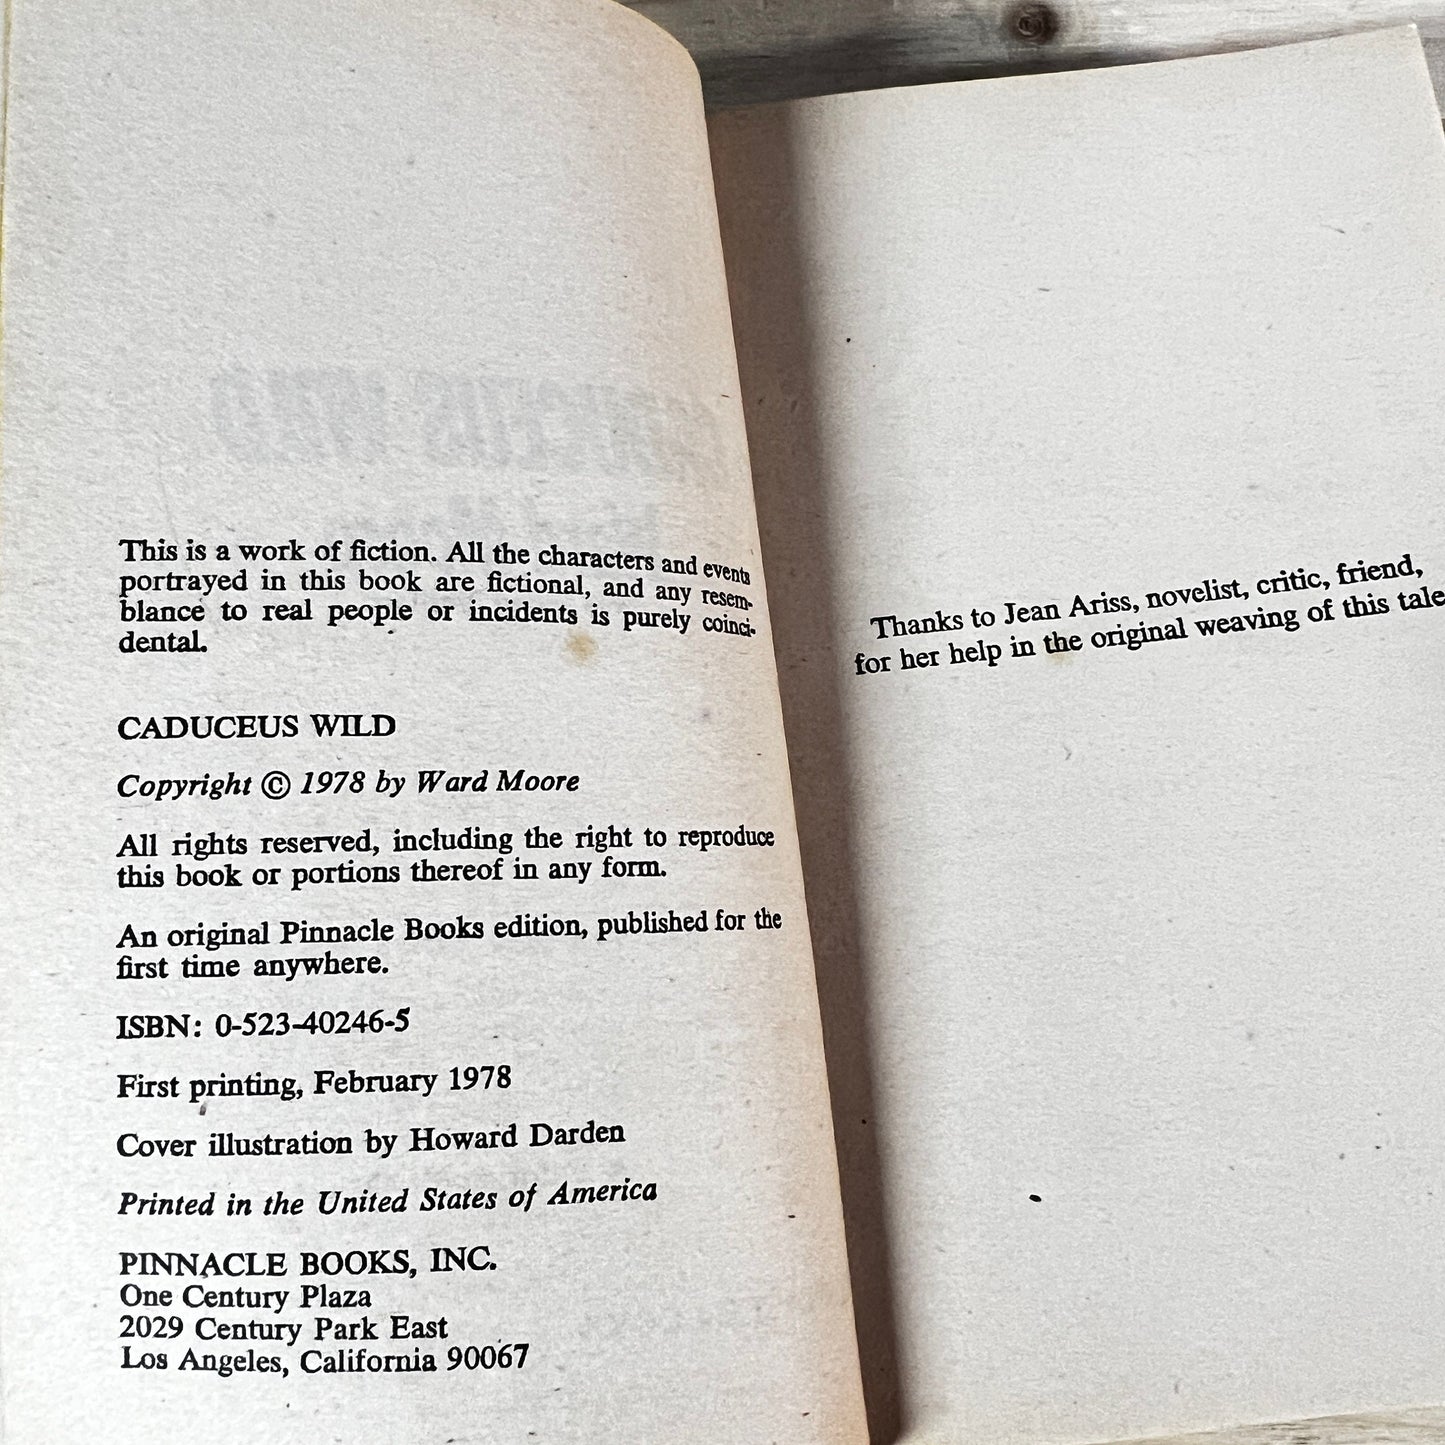 This is a work of fiction. All the characters and events
portrayed in this book are fictional, and any resem-
blance to real people or incidents is purely coinci-
dental.
CADUCEUS WILD
Copyright © 1978 by Ward Moore
All rights reserved, including the right to reproduce
this book or portions thereof in any form.
An original Pinnacle Books edition, published for the
first time anywhere.
ISBN: 0-523-40246-5
First printing, February 1978
Cover illustration by Howard Darden
Printed in the United States of America
PINNACLE BOOKS, INC.
One Century Plaza
2029 Century Park East
Los Angeles, California 90067
Thanks to Jean Ariss, novelist, critic, friend,
for her help in the original weaving of this tale